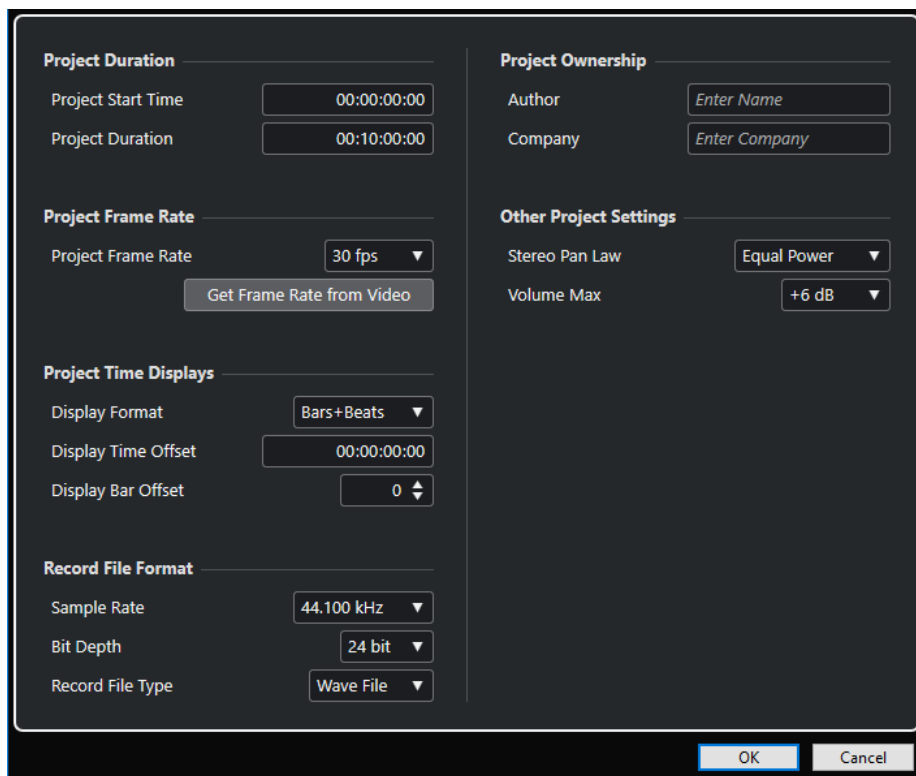 Project Duration
Project Start Time 00:00:00:00
Project Duration 00:10:00:00
Project Frame Rate
Project Frame Rate 30 fps
Get Frame Rate from Video
Project Time Displays
Display Format Bars+Beats
Display Time Offset 00:00:00:00
Display Bar Offset 0
Record File Format
Sample Rate 44.100 kHz
Bit Depth 24 bit
Record File Type Wave File
Project Ownership
Author Enter Name
Company Enter Company
Other Project Settings
Stereo Pan Law Equal Power
Volume Max +6 dB
OK Cancel